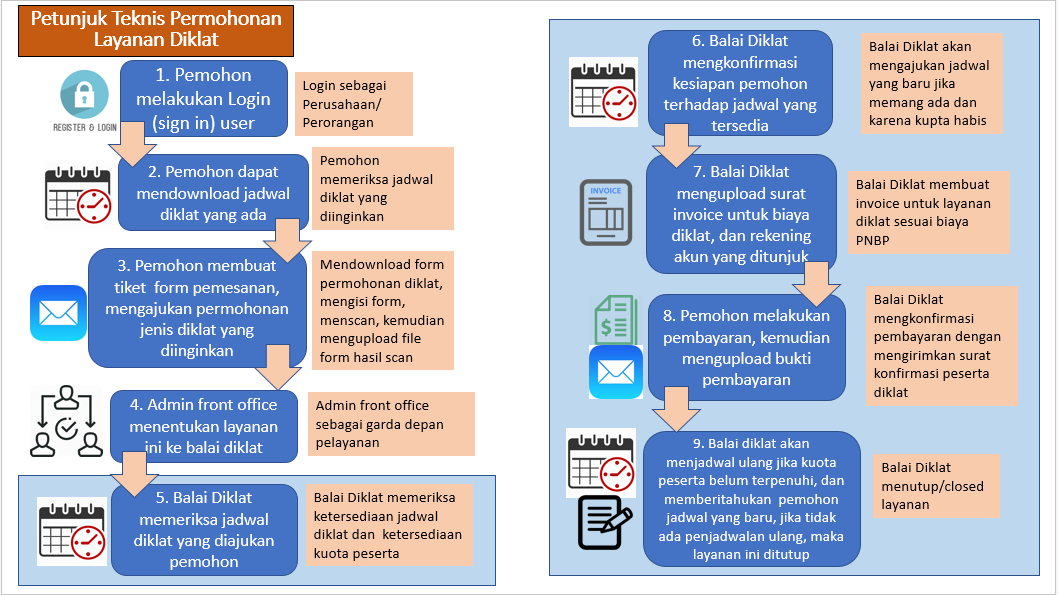 Petunjuk Teknis Permohonan
Layanan Diklat
1. Pemohon
melakukan Login
(sign in) user
REGISTER & LOGIN
Login sebagai
Perusahaan/
Perorangan
2. Pemohon dapat
mendownload jadwal
diklat yang ada
Pemohon
memeriksa jadwal
diklat yang
diinginkan
3. Pemohon membuat
tiket form pemesanan,
mengajukan permohonan
jenis diklat yang
diinginkan
Mendownload form
permohonan diklat,
mengisi form,
menscan, kemudian
mengupload file
form hasil scan
4. Admin front office
menentukan layanan
ini ke balai diklat
Admin front office
sebagai garda depan
pelayanan
5. Balai Diklat
memeriksa jadwal
diklat yang diajukan
pemohon
Balai Diklat memeriksa
ketersediaan jadwal
diklat dan ketersediaan
kuota peserta
6. Balai Diklat
mengkonfirmasi
kesiapan pemohon
terhadap jadwal yang
tersedia
Balai Diklat akan
mengajukan jadwal
yang baru jika
memang ada dan
karena kupta habis
7. Balai Diklat
mengupload surat
invoice untuk biaya
diklat, dan rekening
akun yang ditunjuk
INVOICE
Balai Diklat membuat
invoice untuk layanan
diklat sesuai biaya
PNBP
8. Pemohon melakukan
pembayaran, kemudian
mengupload bukti
pembayaran
$
Balai Diklat
mengkonfirmasi
pembayaran dengan
mengirimkan surat
konfirmasi peserta
diklat
9. Balai diklat akan
menjadwal ulang jika kuota
peserta belum terpenuhi, dan
memberitahukan pemohon
jadwal yang baru, jika tidak
ada penjadwalan ulang, maka
layanan ini ditutup
Balai Diklat
menutup/closed
layanan